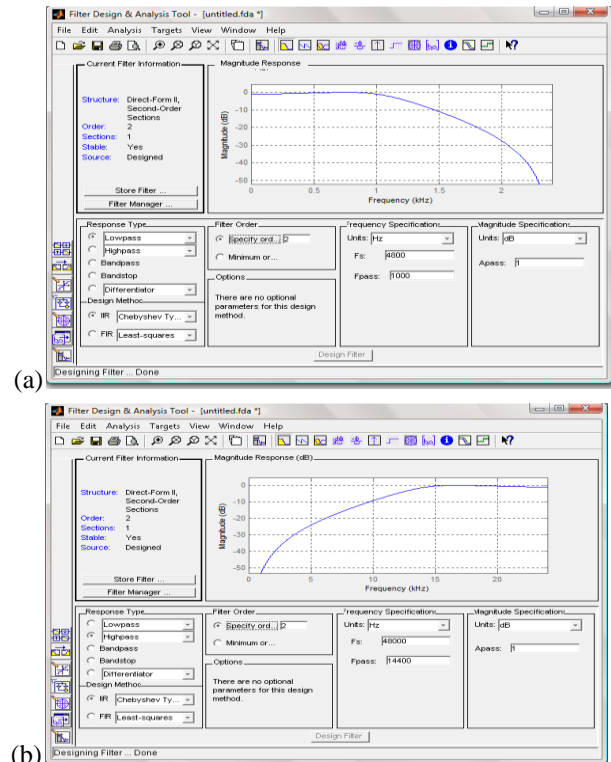 Filter Design & Analysis Tool - [untitled.fda *]
File Edit Analysis Targets View Window Help
Current Filter Information
Structure: Direct-Form II, Second-Order Sections
Order: 2
Sections: 1
Stable: Yes
Source: Designed
Store Filter ...
Filter Manager ...
Magnitude Response
0
-10
-20
-30
-40
-50
Magnitude (dB)
0 0.5 1 1.5 2
Frequency (kHz)
Response Type
Lowpass
Highpass
Bandpass
Bandstop
Differentiator
Design Method
IIR Chebyshev Ty...
FIR Least-squares
Filter Order
Specify ord... 2
Minimum or...
Options
There are no optional parameters for this design method.
Frequency Specifications
Units: Hz
Fs: 4800
Fpass: 1000
Magnitude Specifications
Units: dB
Apass: 1
Design Filter
Designing Filter ... Done
(a)
Filter Design & Analysis Tool - [untitled.fda *]
File Edit Analysis Targets View Window Help
Current Filter Information
Structure: Direct-Form II, Second-Order Sections
Order: 2
Sections: 1
Stable: Yes
Source: Designed
Store Filter ...
Filter Manager ...
Magnitude Response (dB)
0
-10
-20
-30
-40
-50
Magnitude (dB)
0 5 10 15 20
Frequency (kHz)
Response Type
Lowpass
Highpass
Bandpass
Bandstop
Differentiator
Design Method
IIR Chebyshev Ty...
FIR Least-squares
Filter Order
Specify ord... 2
Minimum or...
Options
There are no optional parameters for this design method.
Frequency Specifications
Units: Hz
Fs: 48000
Fpass: 14400
Magnitude Specifications
Units: dB
Apass: 1
Design Filter
Designing Filter ... Done
(b)